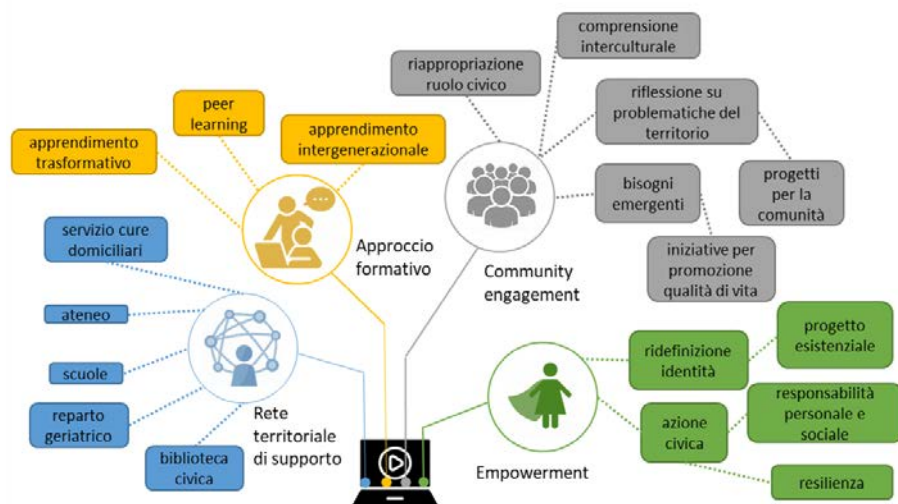 comprensione
interculturale
riappropriazione
ruolo civico
peer
learning
riflessione su
problematiche del
territorio
apprendimento
trasformativo
apprendimento
intergenerazionale
progetti
per la
comunità
bisogni
emergenti
servizio cure
domiciliari
Approccio
formativo
Community
engagement
iniziative per
promozione
qualità di vita
ateneo
scuole
reparto
geriatrico
biblioteca
civica
Rete
territoriale
di supporto
Empowerment
ridefinizione
identità
progetto
esistenziale
azione
civica
responsabilità
personale e
sociale
resilienza